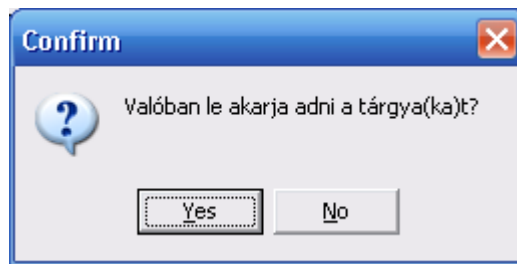 Confirm
Valóban le akarja adni a tárgya(ka)t?
Yes
No